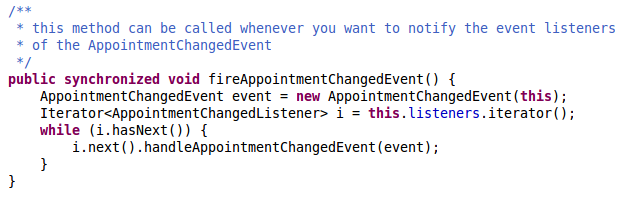 /**
 * this method can be called whenever you want to notify the event listeners
 * of the AppointmentChangedEvent
 */
public synchronized void fireAppointmentChangedEvent() {
    AppointmentChangedEvent event = new AppointmentChangedEvent(this);
    Iterator<AppointmentChangedListener> i = this.listeners.iterator();
    while (i.hasNext()) {
        i.next().handleAppointmentChangedEvent(event);
    }
}